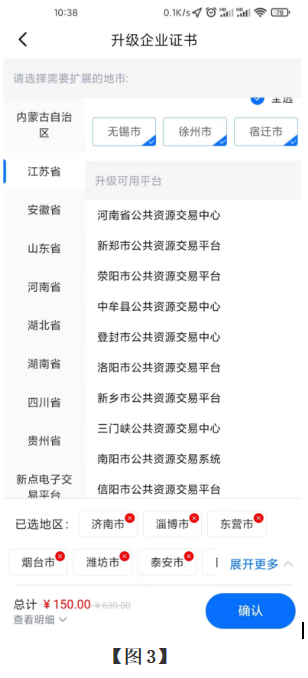 10:38 0.1K/s HD HD 78
升级企业证书
请选择需要扩展的地市:
全选
内蒙古自治区
无锡市 徐州市 宿迁市
江苏省
升级可用平台
安徽省
河南省公共资源交易中心
山东省
新郑市公共资源交易平台
荥阳市公共资源交易平台
河南省
中牟县公共资源交易中心
湖北省
登封市公共资源交易中心
湖南省
洛阳市公共资源交易平台
四川省
新乡市公共资源交易平台
贵州省
三门峡公共资源交易中心
南阳市公共资源交易系统
新点电子交易平台
信阳市公共资源交易平台
已选地区: 济南市 淄博市 东营市
烟台市 潍坊市 泰安市 展开更多
总计 ¥150.00 ¥630.00
查看明细
确认
【图3】